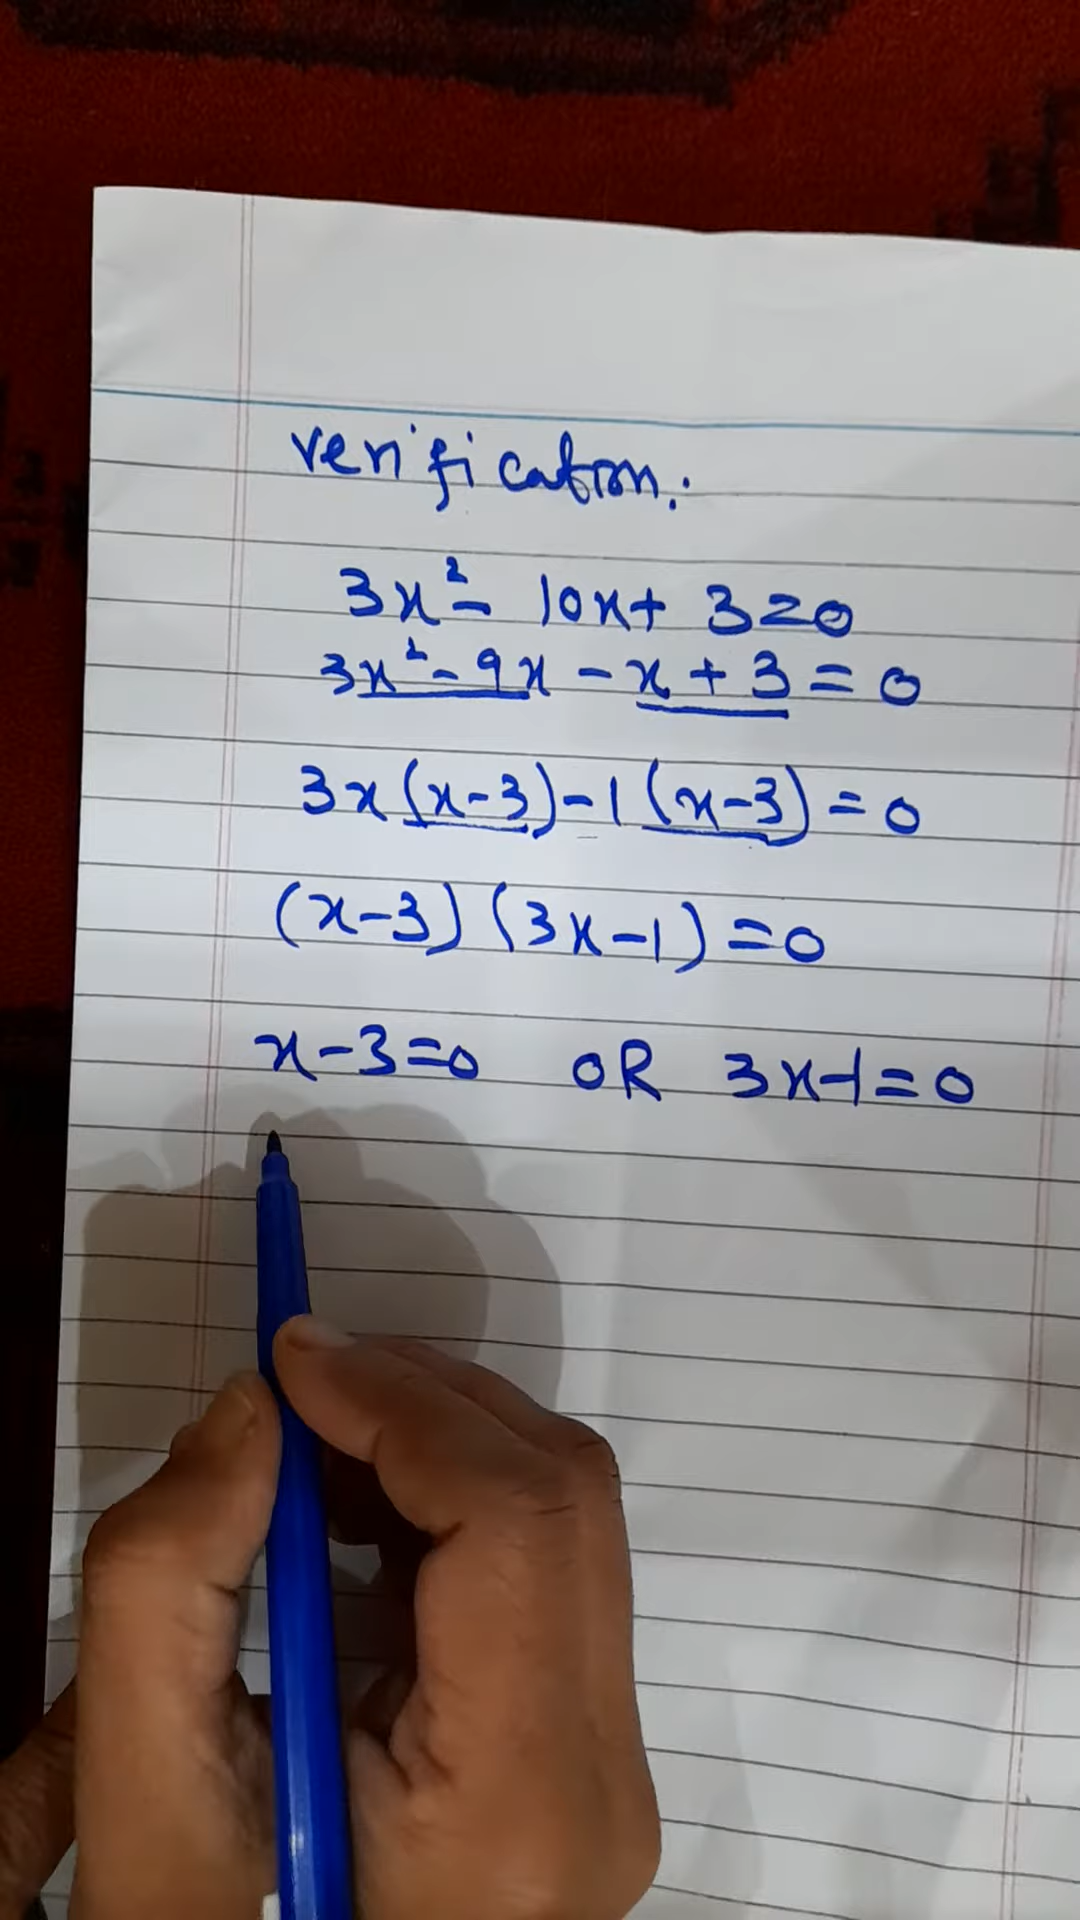 verification:
3x² - 10x + 3 = 0
3x² - 9x - x + 3 = 0
3x (x-3) - 1 (x-3) = 0
(x-3) (3x-1) = 0
x-3=0 OR 3x-1=0